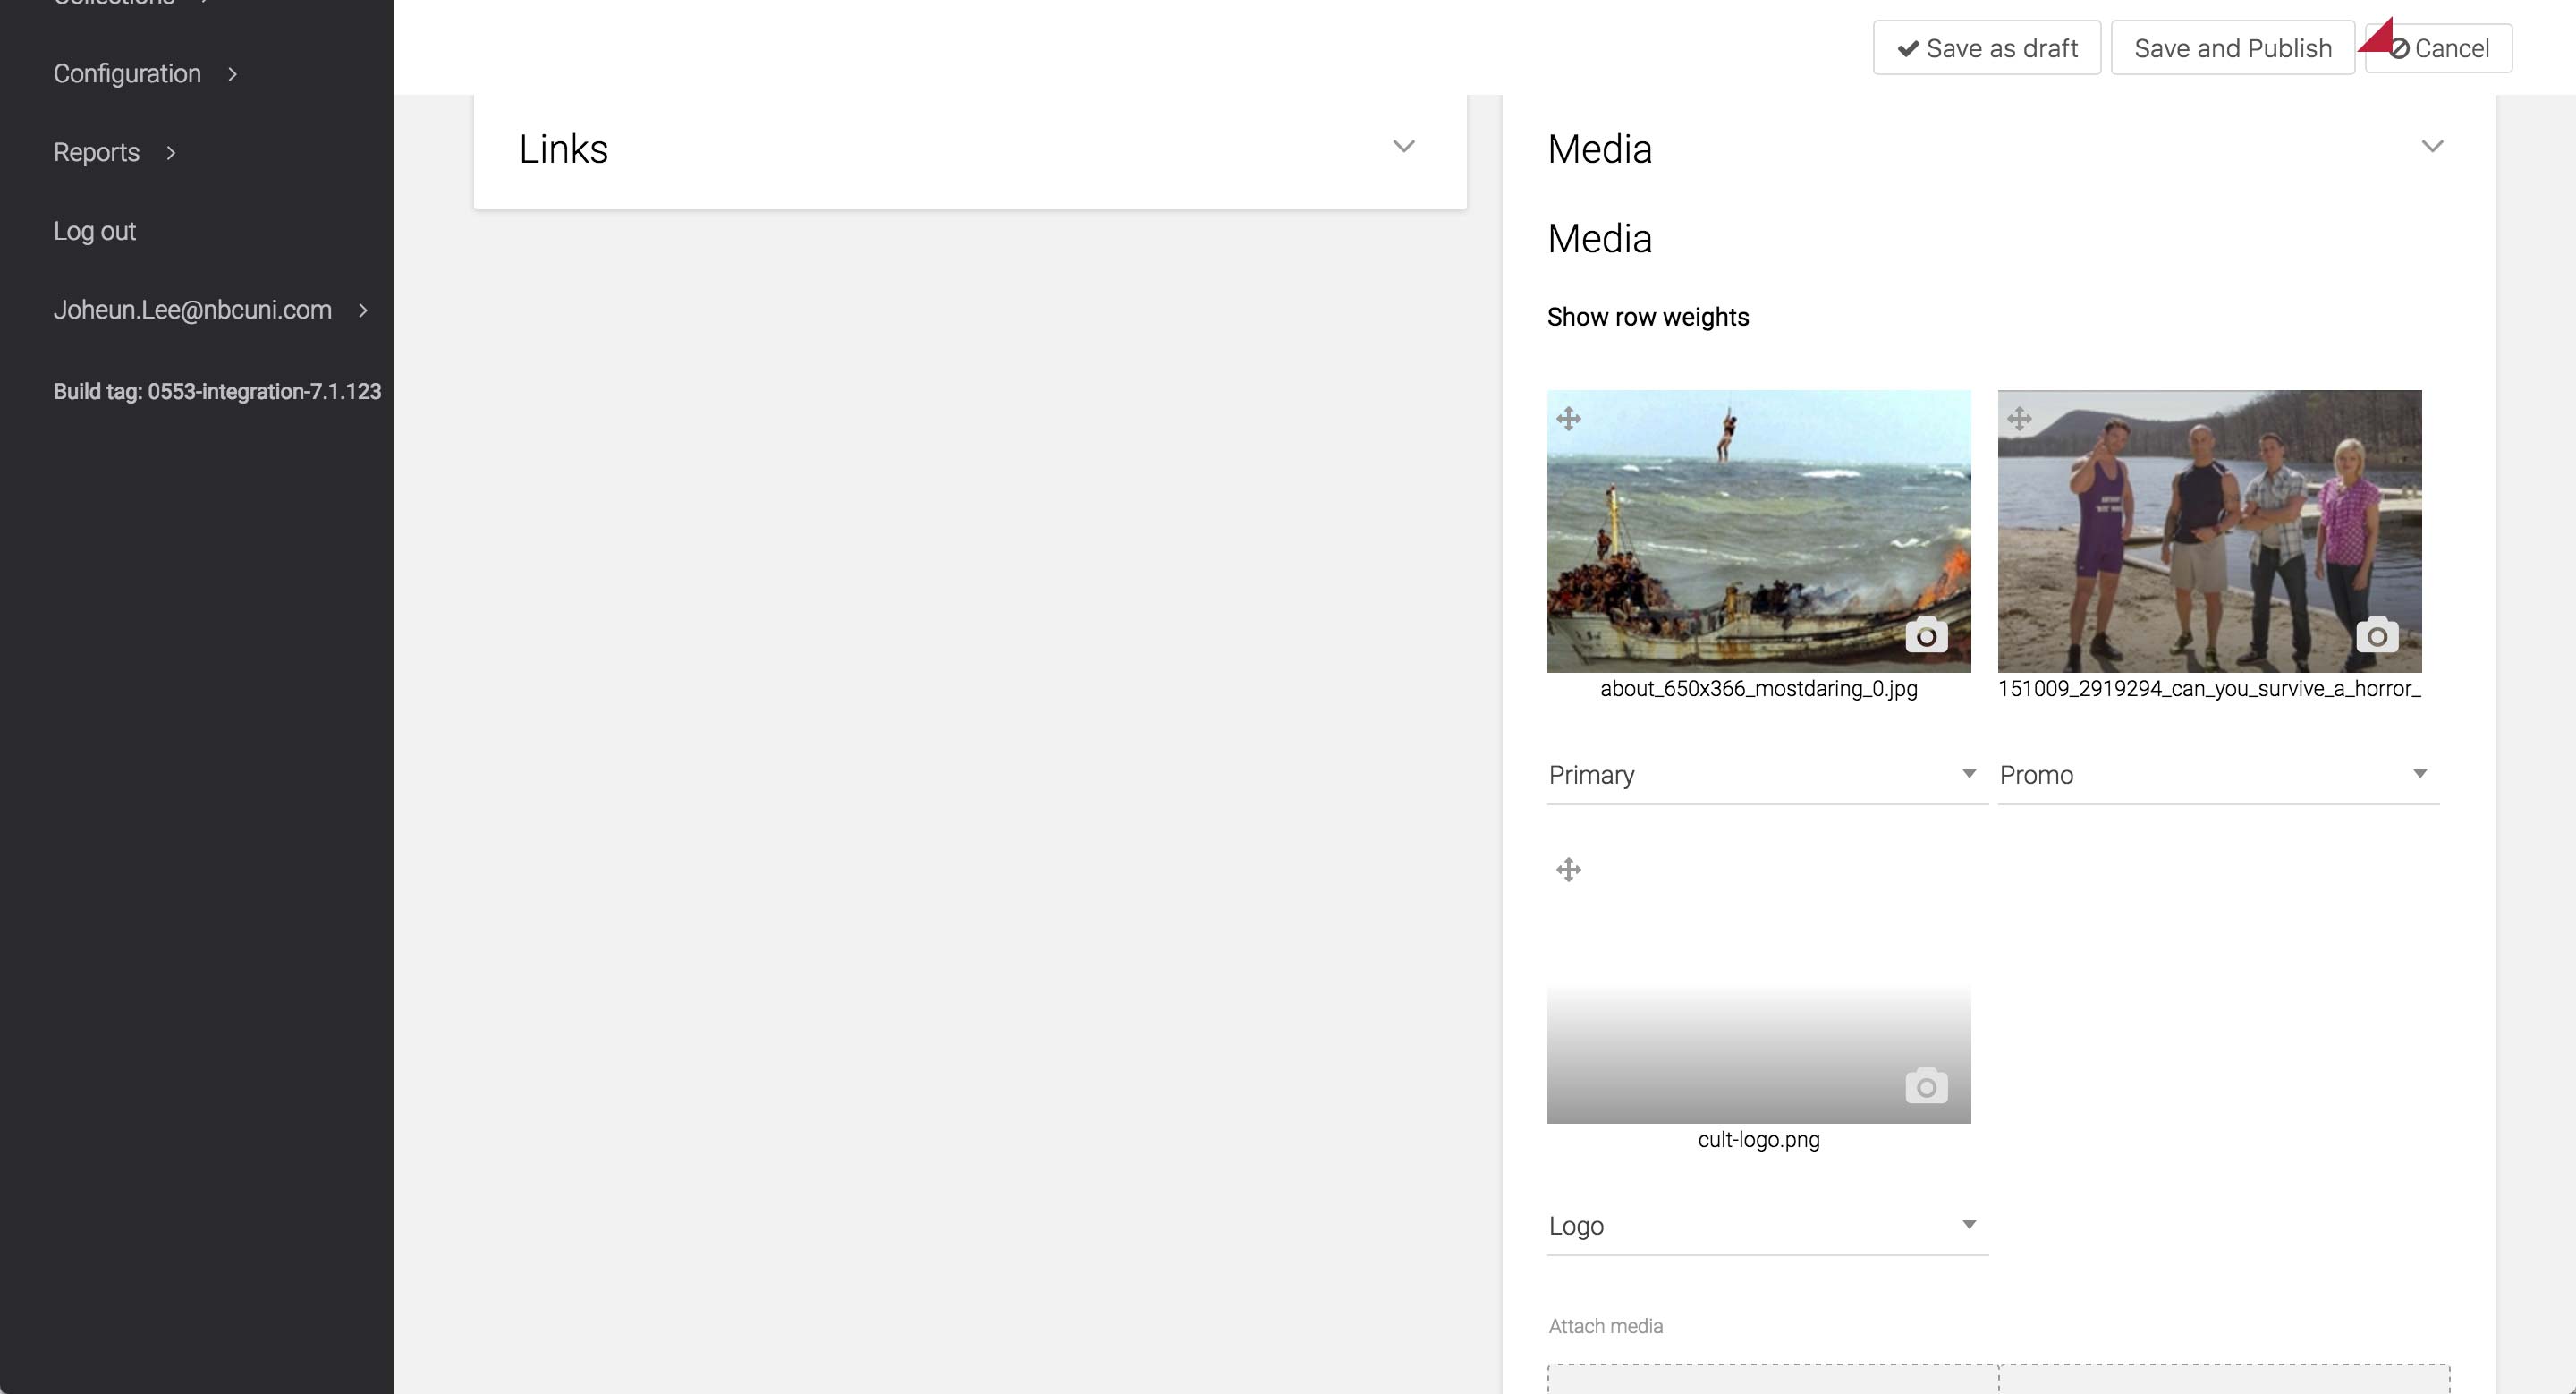 Collections
Configuration
Reports
Log out
Joheun.Lee@nbcuni.com
Build tag: 0553-integration-7.1.123
Save as draft
Save and Publish
Cancel
Links
Media
Media
Show row weights
about_650x366_mostdaring_0.jpg
151009_2919294_can_you_survive_a_horror_
Primary
Promo
cult-logo.png
Logo
Attach media